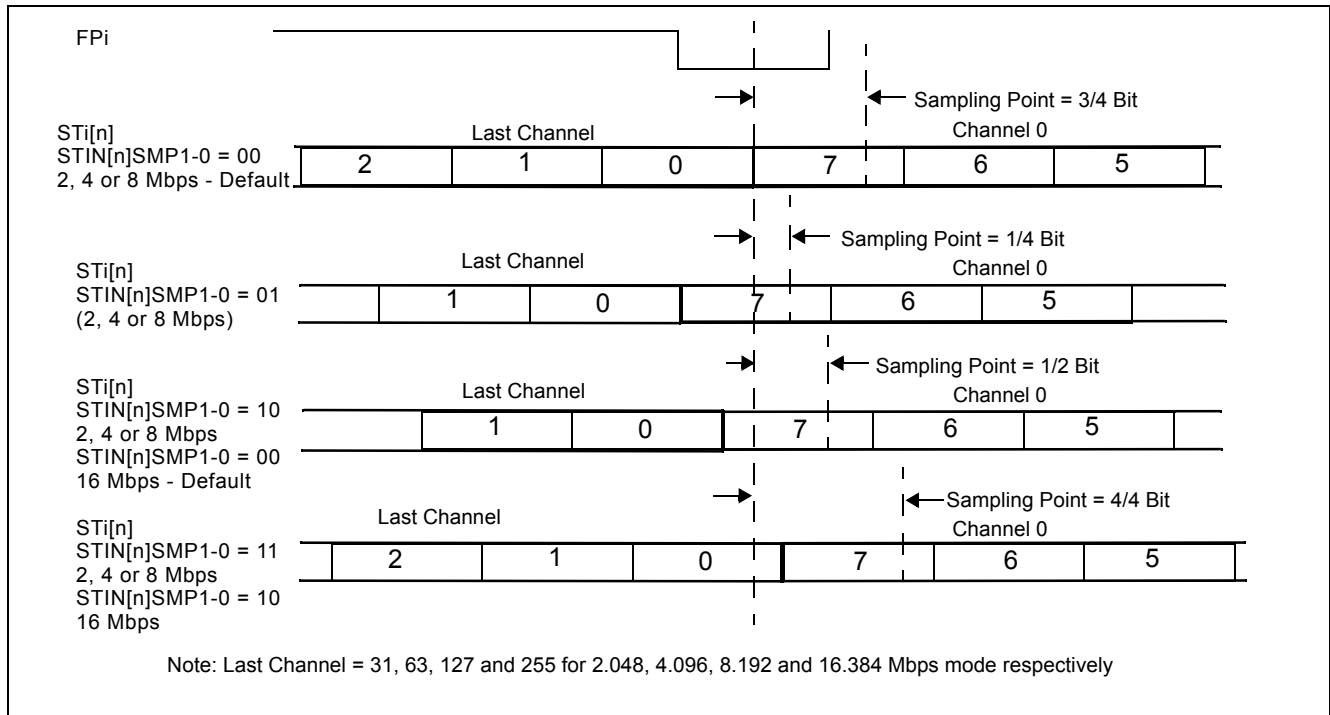 FPi
Sampling Point = 3/4 Bit
STi[n]
STIN[n]SMP1-0 = 00
2, 4 or 8 Mbps - Default
Last Channel
Channel 0
2 1 0 7 6 5
Sampling Point = 1/4 Bit
STi[n]
STIN[n]SMP1-0 = 01
(2, 4 or 8 Mbps)
Last Channel
Channel 0
1 0 7 6 5
Sampling Point = 1/2 Bit
STi[n]
STIN[n]SMP1-0 = 10
2, 4 or 8 Mbps
STIN[n]SMP1-0 = 00
16 Mbps - Default
Last Channel
Channel 0
1 0 7 6 5
Sampling Point = 4/4 Bit
STi[n]
STIN[n]SMP1-0 = 11
2, 4 or 8 Mbps
STIN[n]SMP1-0 = 10
16 Mbps
Last Channel
Channel 0
2 1 0 7 6 5
Note: Last Channel = 31, 63, 127 and 255 for 2.048, 4.096, 8.192 and 16.384 Mbps mode respectively